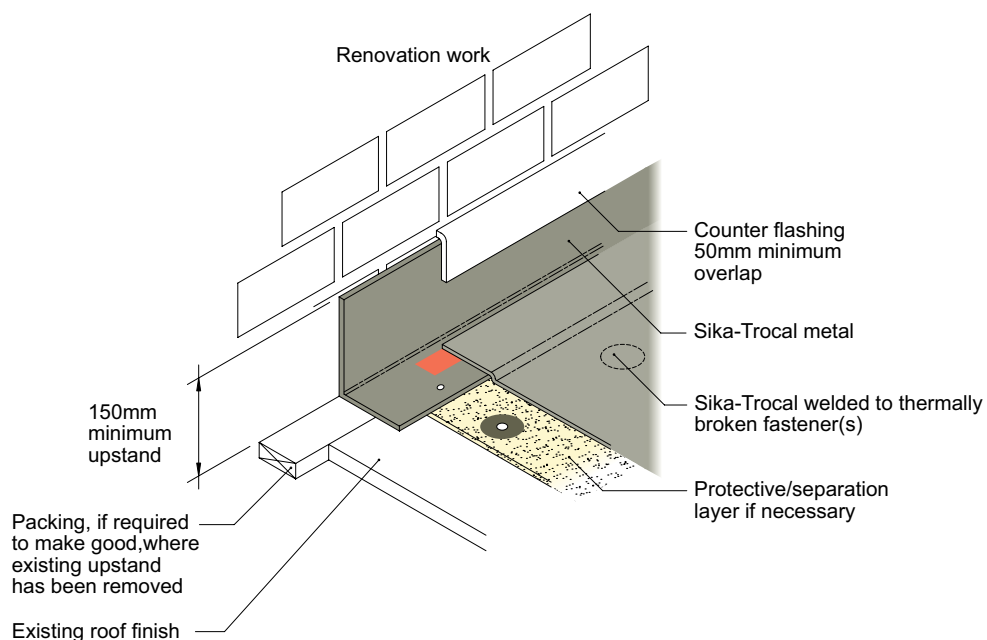 Renovation work
Counter flashing
50mm minimum
overlap
Sika-Trocal metal
Sika-Trocal welded to thermally
broken fastener(s)
Protective/separation
layer if necessary
150mm
minimum
upstand
Packing, if required
to make good,where
existing upstand
has been removed
Existing roof finish